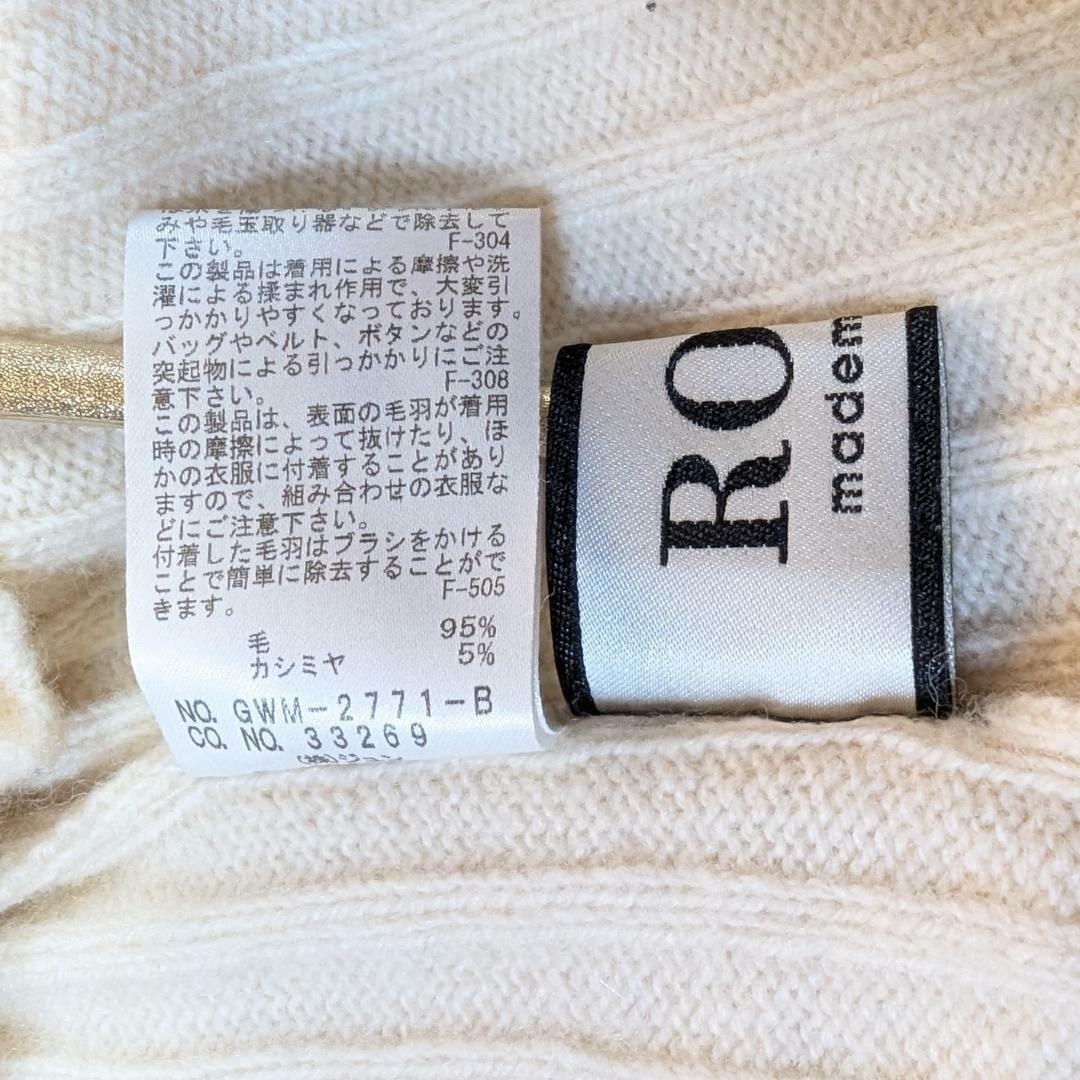 みや毛玉取り器などで除去して
下さい。 F-304
この製品は着用による摩擦や洗
濯による揉まれ作用で、大変引
っかかりやすくなっております。
バッグやベルト、ボタンなどの
突起物による引っかかりにご注
意下さい。 F-308
この製品は、表面の毛羽が着用
時の摩擦によって抜けたり、ほ
かの衣服に付着することがあり
ますので、組み合わせの衣服な
どにご注意下さい。
付着した毛羽はブラシをかける
ことで簡単に除去することがで
きます。 F-505
毛 95%
カシミヤ 5%
NO. GWM-2771-B
CO. NO. 33269
(株)ジュン
RO
madem